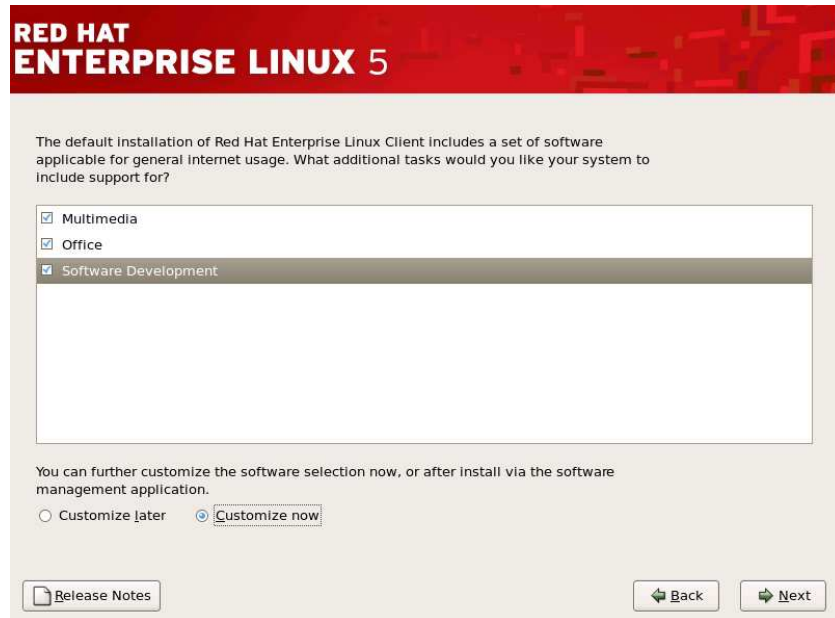 RED HAT
ENTERPRISE LINUX 5
The default installation of Red Hat Enterprise Linux Client includes a set of software
applicable for general internet usage. What additional tasks would you like your system to
include support for?
Multimedia
Office
Software Development
You can further customize the software selection now, or after install via the software
management application.
Customize later Customize now
Release Notes Back Next